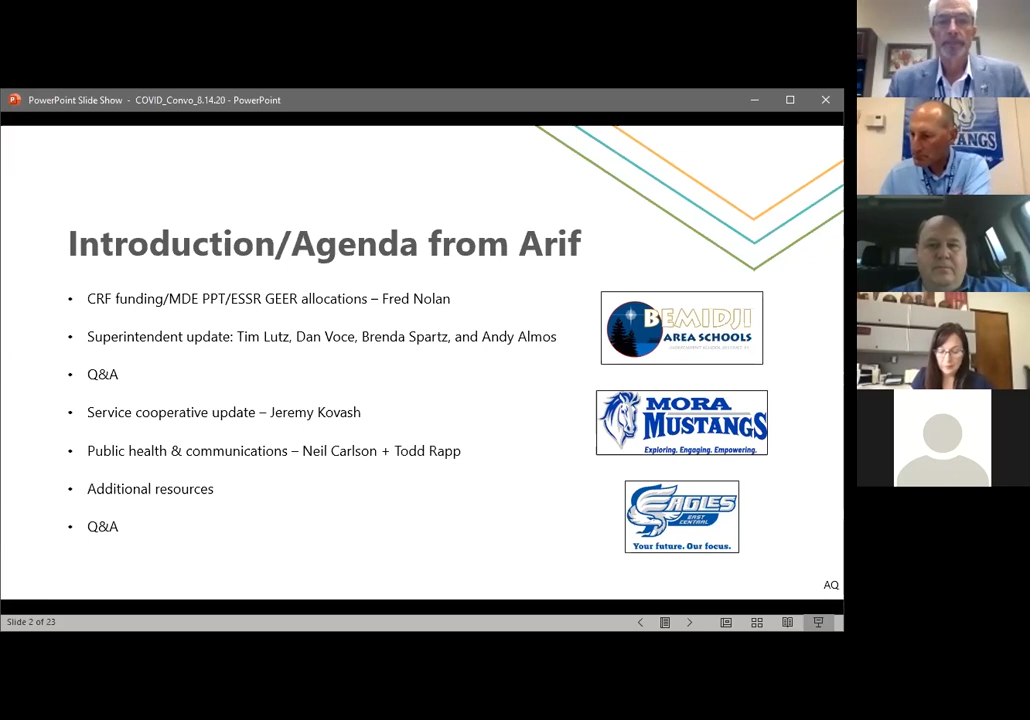 PowerPoint Slide Show - COVID_Convo_8.14.20 - PowerPoint
Introduction/Agenda from Arif
• CRF funding/MDE PPT/ESSR GEER allocations – Fred Nolan
• Superintendent update: Tim Lutz, Dan Voce, Brenda Spartz, and Andy Almos
• Q&A
• Service cooperative update – Jeremy Kovash
• Public health & communications – Neil Carlson + Todd Rapp
• Additional resources
• Q&A
BEMIDJI
AREA SCHOOLS
MORA
MUSTANGS
Exploring. Engaging. Empowering.
EAGLES
EAST CENTRAL
Your future. Our focus.
AQ
Slide 2 of 23